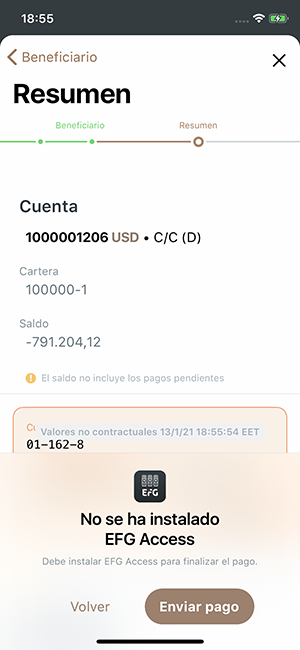 18:55
Beneficiario
Resumen
Beneficiario
Resumen
Cuenta
1000001206 USD • C/C (D)
Cartera
100000-1
Saldo
-791.204,12
El saldo no incluye los pagos pendientes
Valores no contractuales 13/1/21 18:55:54 EET
01-162-8
EFG
No se ha instalado
EFG Access
Debe instalar EFG Access para finalizar el pago.
Volver
Enviar pago